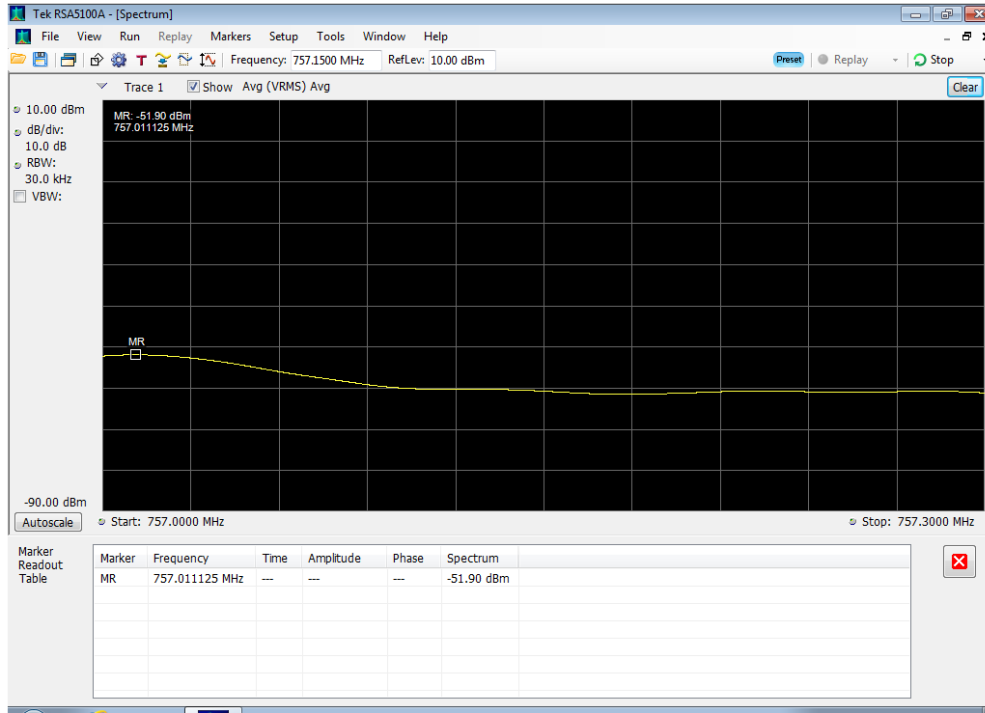 Tek RSA5100A - [Spectrum]
File View Run Replay Markers Setup Tools Window Help
T Frequency: 757.1500 MHz RefLev: 10.00 dBm Preset Replay Stop
Trace 1 Show Avg (VRMS) Avg Clear
10.00 dBm
dB/div:
10.0 dB
RBW:
30.0 kHz
VBW:
MR: -51.90 dBm
757.011125 MHz
MR
-90.00 dBm
Autoscale Start: 757.0000 MHz Stop: 757.3000 MHz
Marker
Readout
Table
Marker Frequency Time Amplitude Phase Spectrum
MR 757.011125 MHz --- --- --- -51.90 dBm